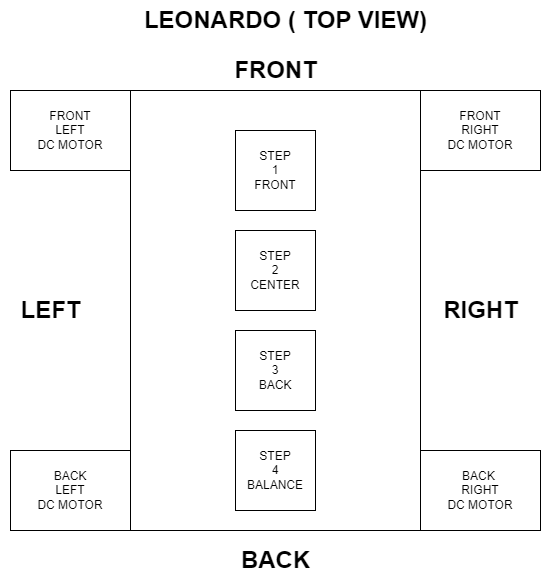 LEONARDO ( TOP VIEW)
FRONT
FRONT
LEFT
DC MOTOR
FRONT
RIGHT
DC MOTOR
STEP
1
FRONT
STEP
2
CENTER
LEFT
RIGHT
STEP
3
BACK
STEP
4
BALANCE
BACK
LEFT
DC MOTOR
BACK
RIGHT
DC MOTOR
BACK